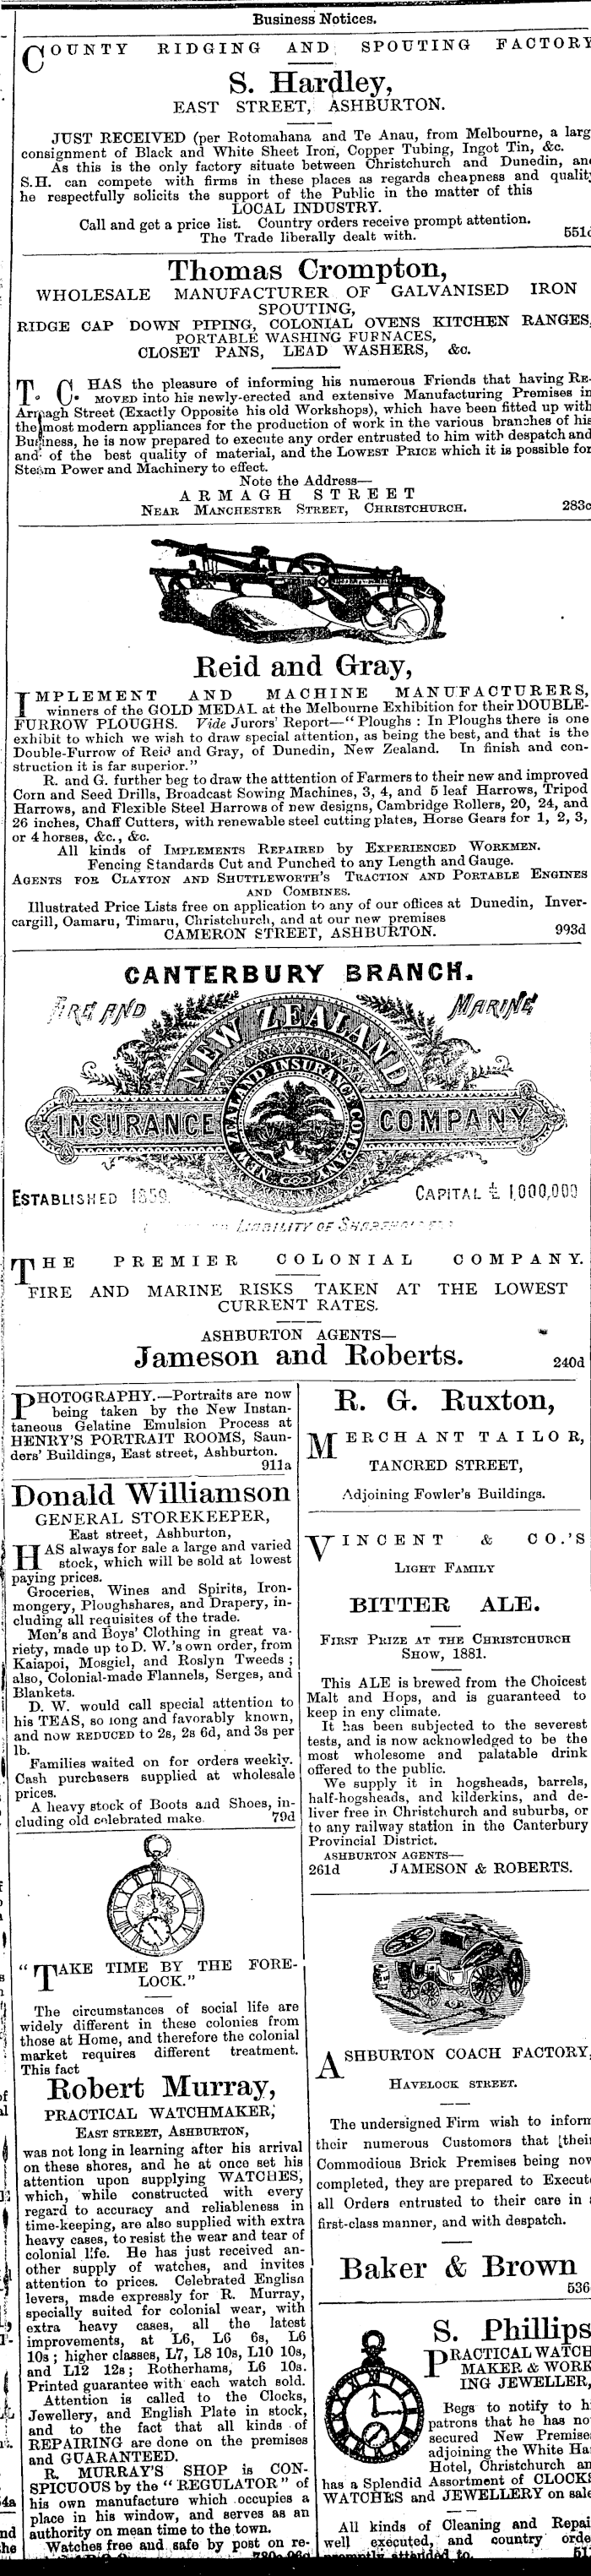 Business Notices.
COUNTY RIDGING AND SPOUTING FACTORY
S. Hardley,
EAST STREET, ASHBURTON.
JUST RECEIVED (per Rotomahana and Te Anau, from Melbourne, a larg
consignment of Black and White Sheet Iron, Copper Tubing, Ingot Tin, &c.
As this is the only factory situate between Christchurch and Dunedin, and
S.H. can compete with firms in these places as regards cheapness and quality
he respectfully solicits the support of the Public in the matter of this
LOCAL INDUSTRY.
Call and get a price list. Country orders receive prompt attention.
The Trade liberally dealt with. 551d
Thomas Crompton,
WHOLESALE MANUFACTURER OF GALVANISED IRON
SPOUTING,
RIDGE CAP DOWN PIPING, COLONIAL OVENS KITCHEN RANGES,
PORTABLE WASHING FURNACES,
CLOSET PANS, LEAD WASHERS, &c.
T. C. HAS the pleasure of informing his numerous Friends that having RE-
MOVED into his newly-erected and extensive Manufacturing Premises in
Armagh Street (Exactly Opposite his old Workshops), which have been fitted up with
the most modern appliances for the production of work in the various branches of his
Business, he is now prepared to execute any order entrusted to him with despatch and
and of the best quality of material, and the LOWEST PRICE which it is possible for
Steam Power and Machinery to effect.
Note the Address—
ARMAGH STREET
NEAR MANCHESTER STREET, CHRISTCHURCH. 283c
Reid and Gray,
IMPLEMENT AND MACHINE MANUFACTURERS,
winners of the GOLD MEDAL at the Melbourne Exhibition for their DOUBLE-
FURROW PLOUGHS. Vide Jurors' Report—"Ploughs : In Ploughs there is one
exhibit to which we wish to draw special attention, as being the best, and that is the
Double-Furrow of Reid and Gray, of Dunedin, New Zealand. In finish and con-
struction it is far superior."
R. and G. further beg to draw the atttention of Farmers to their new and improved
Corn and Seed Drills, Broadcast Sowing Machines, 3, 4, and 5 leaf Harrows, Tripod
Harrows, and Flexible Steel Harrows of new designs, Cambridge Rollers, 20, 24, and
26 inches, Chaff Cutters, with renewable steel cutting plates, Horse Gears for 1, 2, 3,
or 4 horses, &c., &c.
All kinds of IMPLEMENTS REPAIRED by EXPERIENCED WORKMEN.
Fencing Standards Cut and Punched to any Length and Gauge.
AGENTS FOR CLAYTON AND SHUTTLEWORTH'S TRACTION AND PORTABLE ENGINES
AND COMBINES.
Illustrated Price Lists free on application to any of our offices at Dunedin, Inver-
cargill, Oamaru, Timaru, Christchurch, and at our new premises
CAMERON STREET, ASHBURTON. 993d
CANTERBURY BRANCH.
FIRE AND MARINE
NEW ZEALAND
INSURANCE COMPANY
NEW ZEALAND INSURANCE COMPANY
ESTABLISHED 1859. CAPITAL £ 1,000,000
LIABILITY OF SHAREHOLDERS
THE PREMIER COLONIAL COMPANY.
FIRE AND MARINE RISKS TAKEN AT THE LOWEST
CURRENT RATES.
ASHBURTON AGENTS—
Jameson and Roberts. 240d
PHOTOGRAPHY.—Portraits are now
being taken by the New Instan-
taneous Gelatine Emulsion Process at
HENRY'S PORTRAIT ROOMS, Saun-
ders' Buildings, East street, Ashburton.
911a
Donald Williamson
GENERAL STOREKEEPER,
East street, Ashburton,
HAS always for sale a large and varied
stock, which will be sold at lowest
paying prices.
Groceries, Wines and Spirits, Iron-
mongery, Ploughshares, and Drapery, in-
cluding all requisites of the trade.
Men's and Boys' Clothing in great va-
riety, made up to D. W.'s own order, from
Kaiapoi, Mosgiel, and Roslyn Tweeds ;
also, Colonial-made Flannels, Serges, and
Blankets.
D. W. would call special attention to
his TEAS, so long and favorably known,
and now REDUCED to 2s, 2s 6d, and 3s per
lb.
Families waited on for orders weekly.
Cash purchasers supplied at wholesale
prices.
A heavy stock of Boots and Shoes, in-
cluding old celebrated make. 79d
"TAKE TIME BY THE FORE-
LOCK."
The circumstances of social life are
widely different in these colonies from
those at Home, and therefore the colonial
market requires different treatment.
This fact
Robert Murray,
PRACTICAL WATCHMAKER,
EAST STREET, ASHBURTON,
was not long in learning after his arrival
on these shores, and he at once set his
attention upon supplying WATCHES,
which, while constructed with every
regard to accuracy and reliableness in
time-keeping, are also supplied with extra
heavy cases, to resist the wear and tear of
colonial life. He has just received an-
other supply of watches, and invites
attention to prices. Celebrated English
levers, made expressly for R. Murray,
specially suited for colonial wear, with
extra heavy cases, all the latest
improvements, at L6, L6 6s, L6
10s ; higher classes, L7, L8 10s, L10 10s,
and L12 12s ; Rotherhams, L6 10s.
Printed guarantee with each watch sold.
Attention is called to the Clocks,
Jewellery, and English Plate in stock,
and to the fact that all kinds of
REPAIRING are done on the premises
and GUARANTEED.
R. MURRAY'S SHOP is CON-
SPICUOUS by the "REGULATOR" of
his own manufacture which occupies a
place in his window, and serves as an
authority on mean time to the town.
Watches free and safe by post on re-
R. G. Ruxton,
MERCHANT TAILOR,
TANCRED STREET,
Adjoining Fowler's Buildings.
VINCENT & CO.'S
LIGHT FAMILY
BITTER ALE.
FIRST PRIZE AT THE CHRISTCHURCH
SHOW, 1881.
This ALE is brewed from the Choicest
Malt and Hops, and is guaranteed to
keep in eny climate.
It has been subjected to the severest
tests, and is now acknowledged to be the
most wholesome and palatable drink
offered to the public.
We supply it in hogsheads, barrels,
half-hogsheads, and kilderkins, and de-
liver free in Christchurch and suburbs, or
to any railway station in the Canterbury
Provincial District.
ASHBURTON AGENTS—
261d JAMESON & ROBERTS.
ASHBURTON COACH FACTORY,
HAVELOCK STREET.
The undersigned Firm wish to inform
their numerous Customers that their
Commodious Brick Premises being now
completed, they are prepared to Execute
all Orders entrusted to their care in
first-class manner, and with despatch.
Baker & Brown
536
S. Phillips
PRACTICAL WATCH
MAKER & WORK
ING JEWELLER,
Begs to notify to h
patrons that he has no
secured New Premise
adjoining the White Ha
Hotel, Christchurch an
has a Splendid Assortment of CLOCKS
WATCHES and JEWELLERY on sale
All kinds of Cleaning and Repai
well executed, and country orde
promptly attended to. 51